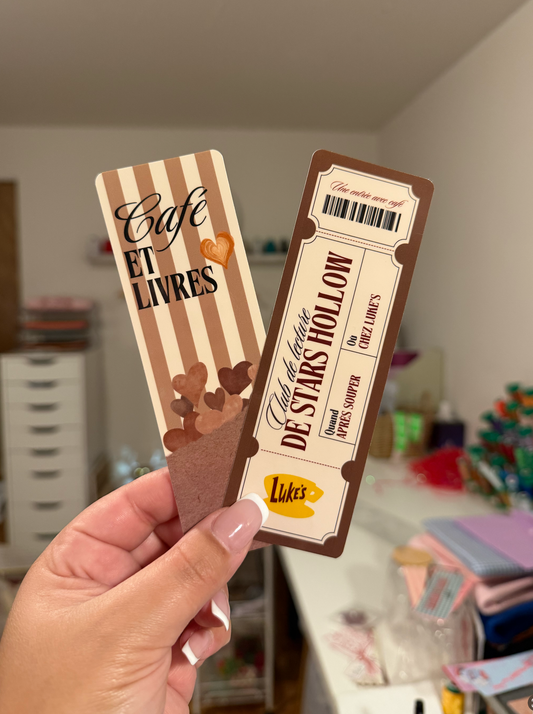 Café
ET
LIVRES
Une entrée avec café
Club de lecture
DE STARS HOLLOW
Quand
APRÈS SOUPER
Ou
CHEZ LUKE'S
LUKE'S